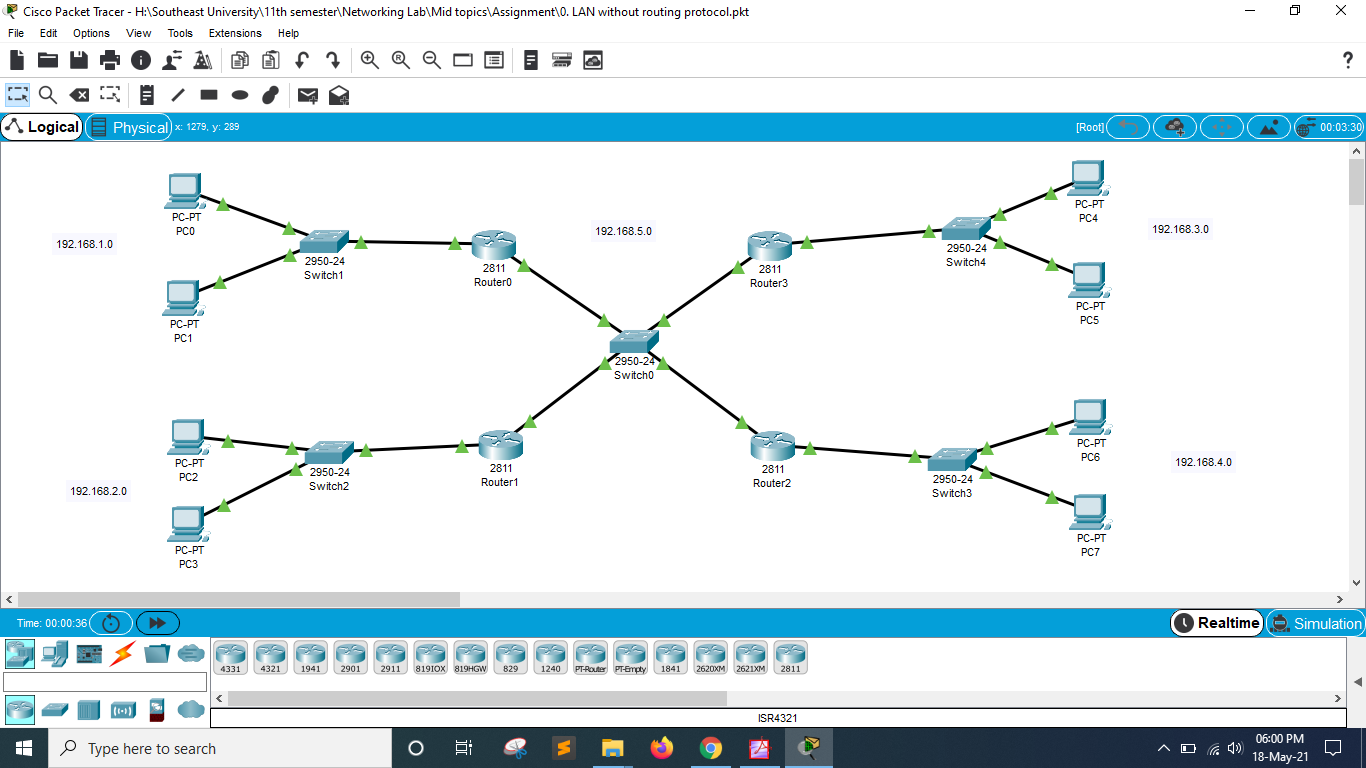 Cisco Packet Tracer - H:\Southeast University\11th semester\Networking Lab\Mid topics\Assignment\0. LAN without routing protocol.pkt
File Edit Options View Tools Extensions Help
?
Logical Physical x: 1279, y: 289 [Root] 00:03:30
PC-PT
PC0
192.168.1.0
2950-24
Switch1
PC-PT
PC1
2811
Router0
192.168.5.0
2811
Router3
2950-24
Switch4
PC-PT
PC4
192.168.3.0
PC-PT
PC5
2950-24
Switch0
PC-PT
PC2
192.168.2.0
2950-24
Switch2
PC-PT
PC3
2811
Router1
2811
Router2
2950-24
Switch3
PC-PT
PC6
192.168.4.0
PC-PT
PC7
Time: 00:00:36 Realtime Simulation
4331 4321 1941 2901 2911 819IOX 819HGW 829 1240 PT-Router PT-Empty 1841 2620XM 2621XM 2811
ISR4321
Type here to search
06:00 PM
18-May-21